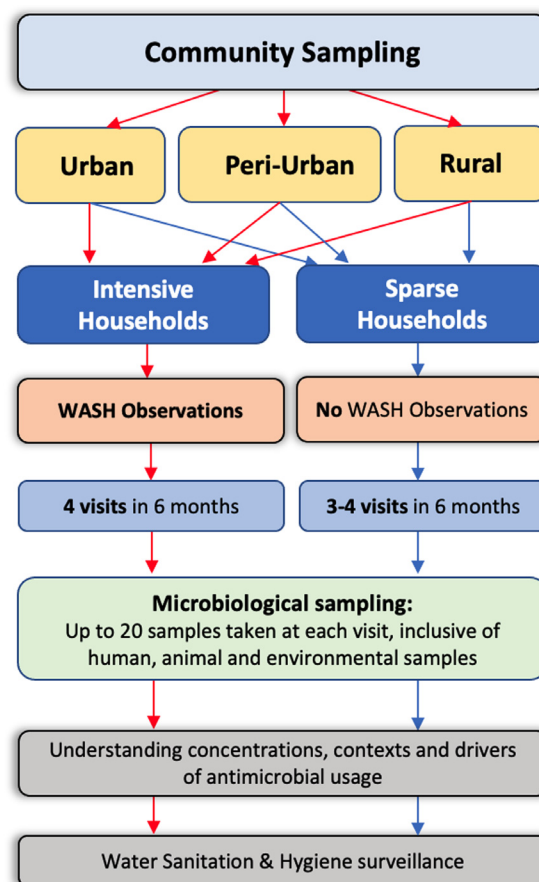 Community Sampling
Urban
Peri-Urban
Rural
Intensive
Households
Sparse
Households
WASH Observations
No WASH Observations
4 visits in 6 months
3-4 visits in 6 months
Microbiological sampling:
Up to 20 samples taken at each visit, inclusive of
human, animal and environmental samples
Understanding concentrations, contexts and drivers
of antimicrobial usage
Water Sanitation & Hygiene surveillance